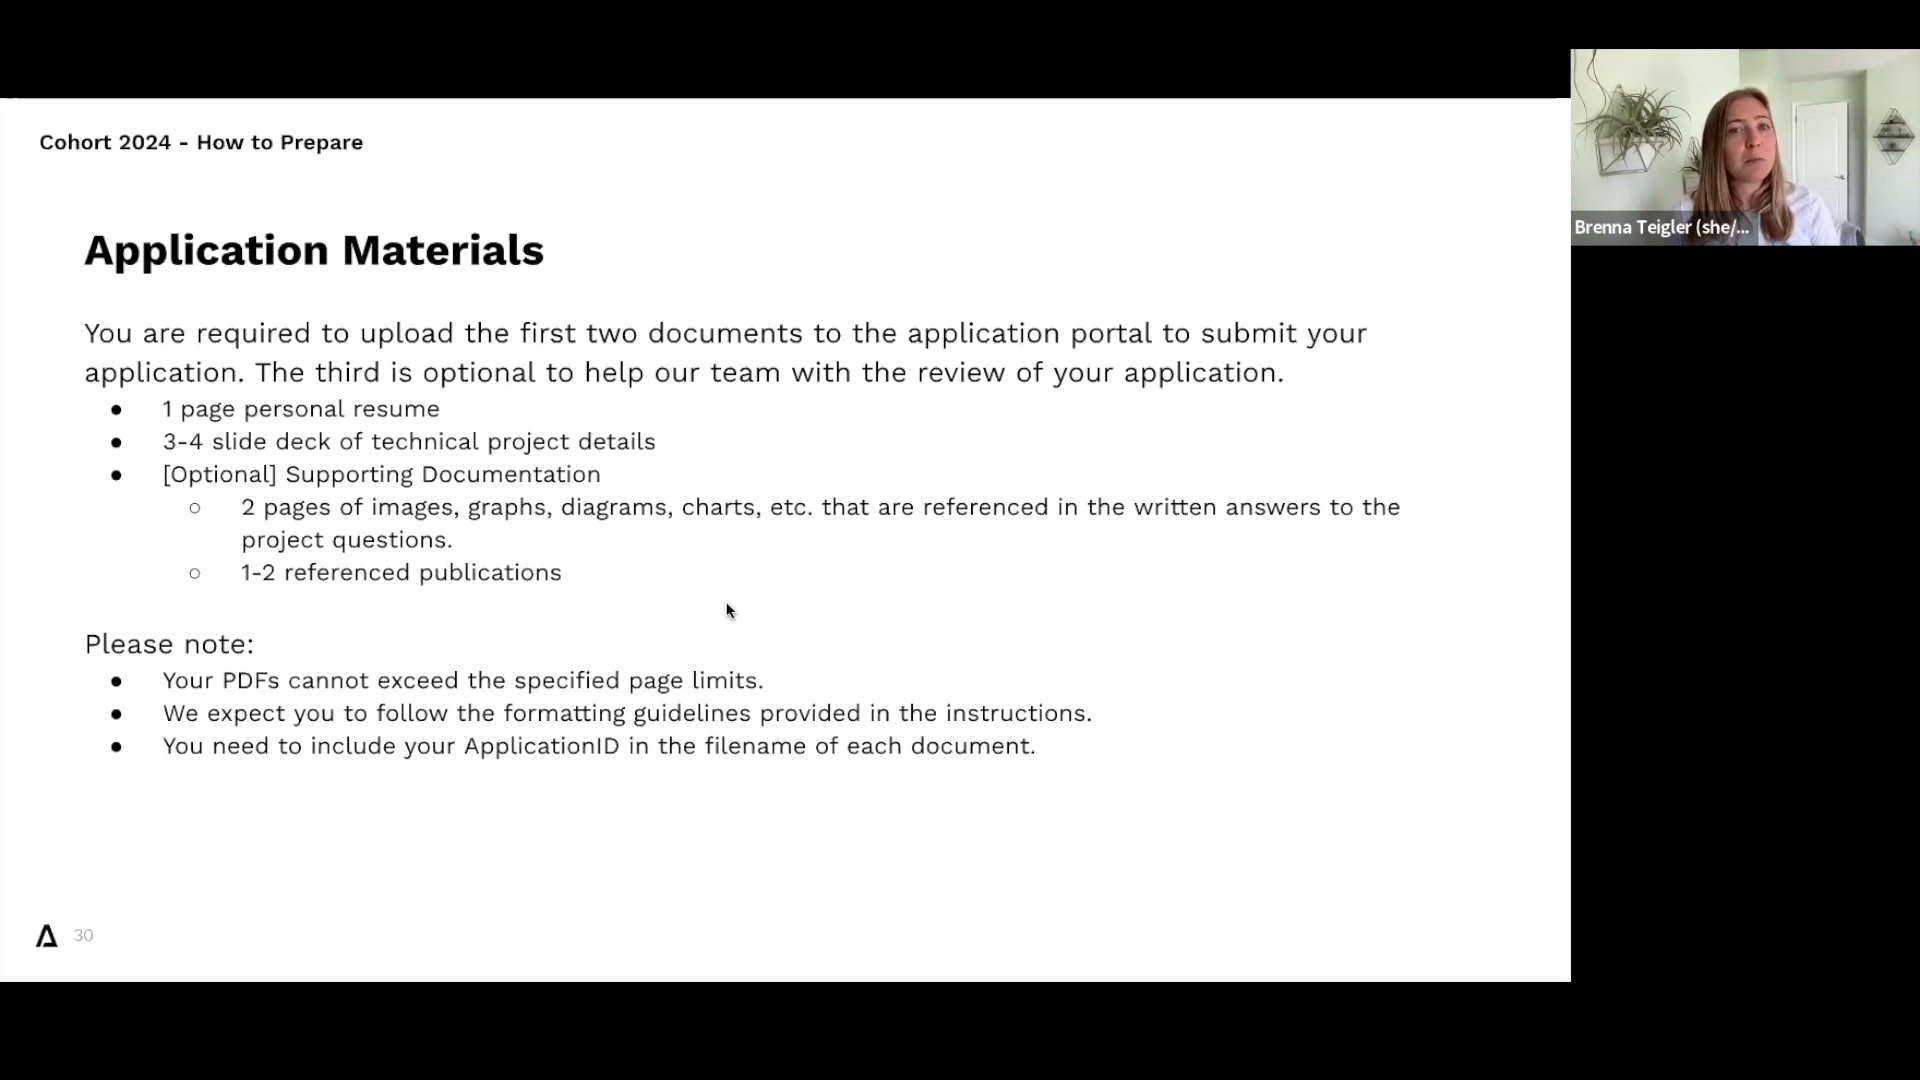 Cohort 2024 - How to Prepare
Application Materials
You are required to upload the first two documents to the application portal to submit your
application. The third is optional to help our team with the review of your application.
● 1 page personal resume
● 3-4 slide deck of technical project details
● [Optional] Supporting Documentation
○ 2 pages of images, graphs, diagrams, charts, etc. that are referenced in the written answers to the
project questions.
○ 1-2 referenced publications
Please note:
● Your PDFs cannot exceed the specified page limits.
● We expect you to follow the formatting guidelines provided in the instructions.
● You need to include your ApplicationID in the filename of each document.
30
Brenna Teigler (she/...